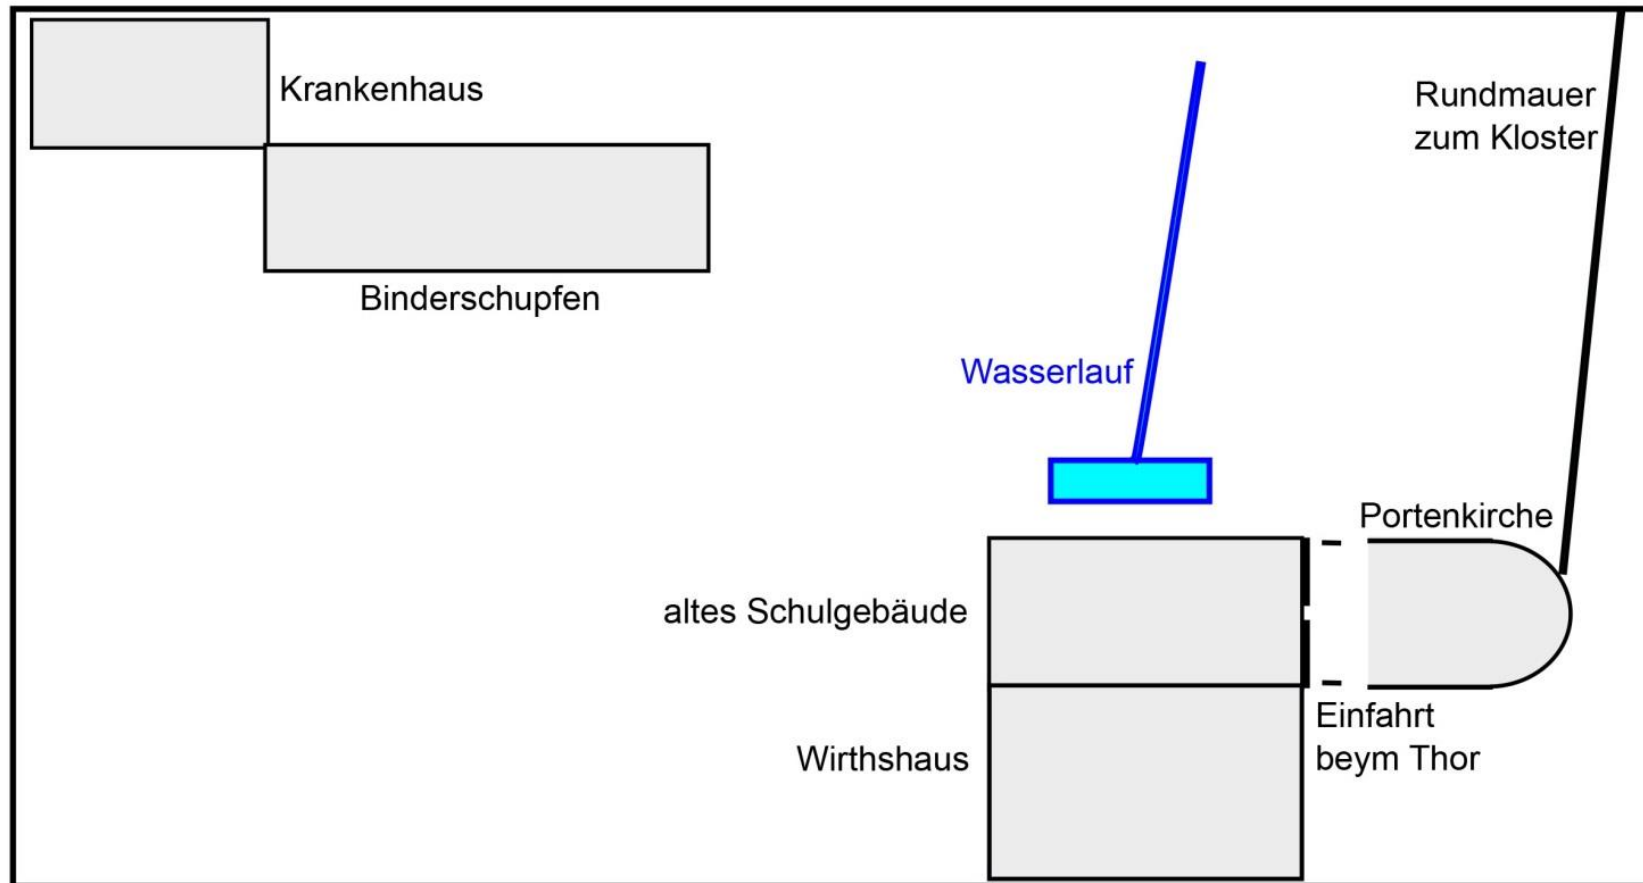 Krankenhaus
Rundmauer
zum Kloster
Binderschupfen
Wasserlauf
Portenkirche
altes Schulgebäude
Einfahrt
beym Thor
Wirthshaus